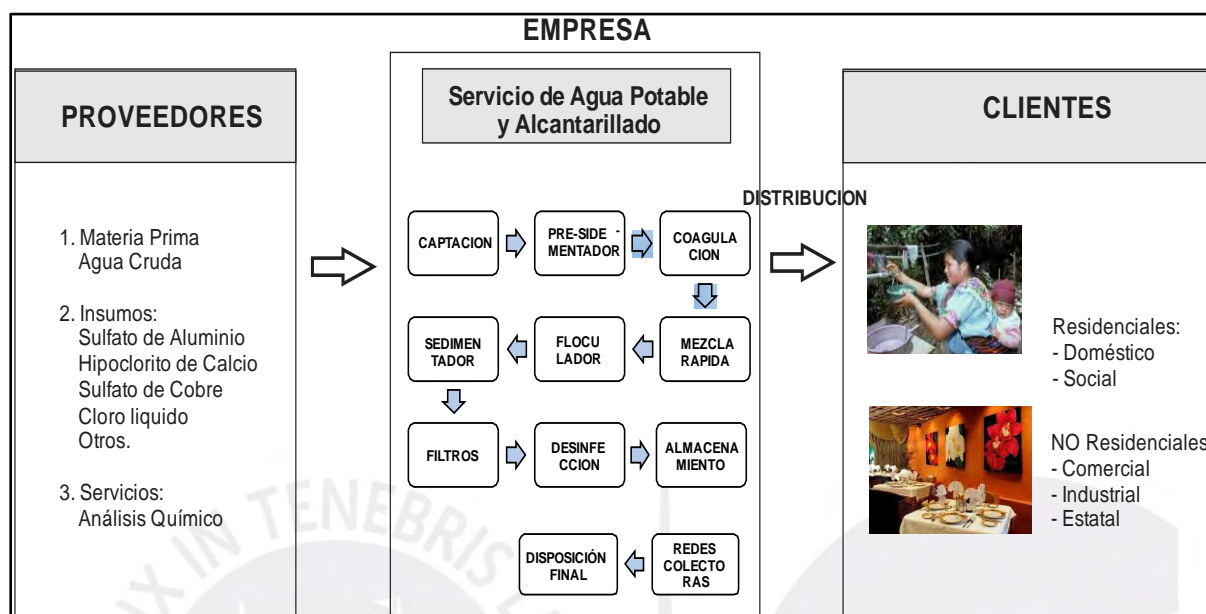 EMPRESA
PROVEEDORES
1. Materia Prima
Agua Cruda
2. Insumos:
Sulfato de Aluminio
Hipoclorito de Calcio
Sulfato de Cobre
Cloro liquido
Otros.
3. Servicios:
Análisis Químico
Servicio de Agua Potable
y Alcantarillado
CAPTACION
PRE-SIDE -
MENTADOR
COAGULA
CION
SEDIMEN
TADOR
FLOCU
LADOR
MEZCLA
RAPIDA
FILTROS
DESINFE
CCION
ALMACENA
MIENTO
DISPOSICIÓN
FINAL
REDES
COLECTO
RAS
DISTRIBUCION
CLIENTES
Residenciales:
- Doméstico
- Social
NO Residenciales
- Comercial
- Industrial
- Estatal
IN TENEBRIS